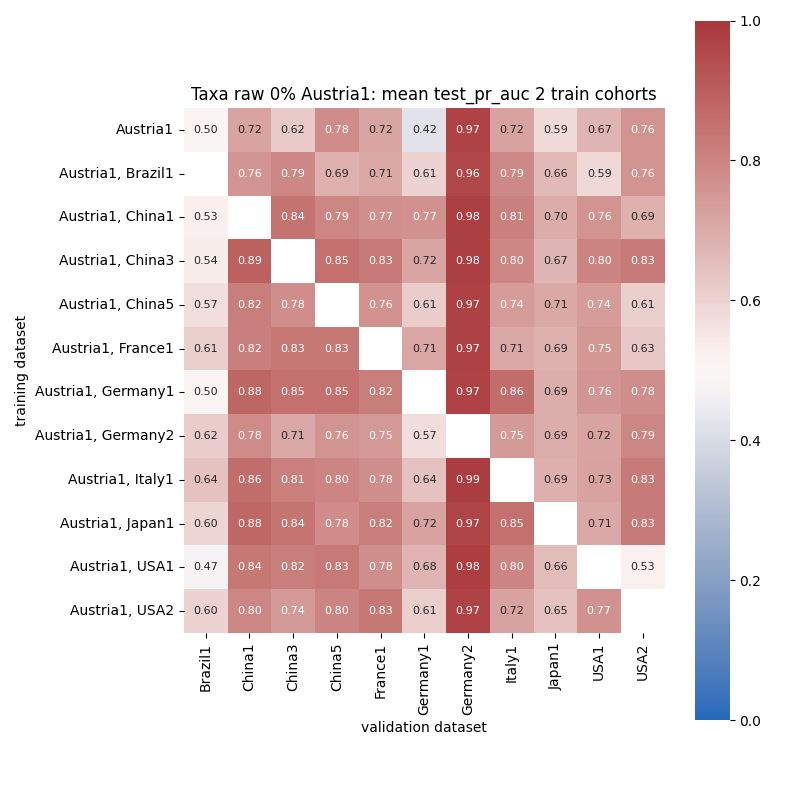 Taxa raw 0% Austria1: mean test_pr_auc 2 train cohorts
training dataset
Austria1 0.50 0.72 0.62 0.78 0.72 0.42 0.97 0.72 0.59 0.67 0.76
Austria1, Brazil1 0.76 0.79 0.69 0.71 0.61 0.96 0.79 0.66 0.59 0.76
Austria1, China1 0.53 0.84 0.79 0.77 0.77 0.98 0.81 0.70 0.76 0.69
Austria1, China3 0.54 0.89 0.85 0.83 0.72 0.98 0.80 0.67 0.80 0.83
Austria1, China5 0.57 0.82 0.78 0.76 0.61 0.97 0.74 0.71 0.74 0.61
Austria1, France1 0.61 0.82 0.83 0.83 0.71 0.97 0.71 0.69 0.75 0.63
Austria1, Germany1 0.50 0.88 0.85 0.85 0.82 0.97 0.86 0.69 0.76 0.78
Austria1, Germany2 0.62 0.78 0.71 0.76 0.75 0.57 0.75 0.69 0.72 0.79
Austria1, Italy1 0.64 0.86 0.81 0.80 0.78 0.64 0.99 0.69 0.73 0.83
Austria1, Japan1 0.60 0.88 0.84 0.78 0.82 0.72 0.97 0.85 0.71 0.83
Austria1, USA1 0.47 0.84 0.82 0.83 0.78 0.68 0.98 0.80 0.66 0.53
Austria1, USA2 0.60 0.80 0.74 0.80 0.83 0.61 0.97 0.72 0.65 0.77
Brazil1 China1 China3 China5 France1 Germany1 Germany2 Italy1 Japan1 USA1 USA2
validation dataset
1.0
0.8
0.6
0.4
0.2
0.0